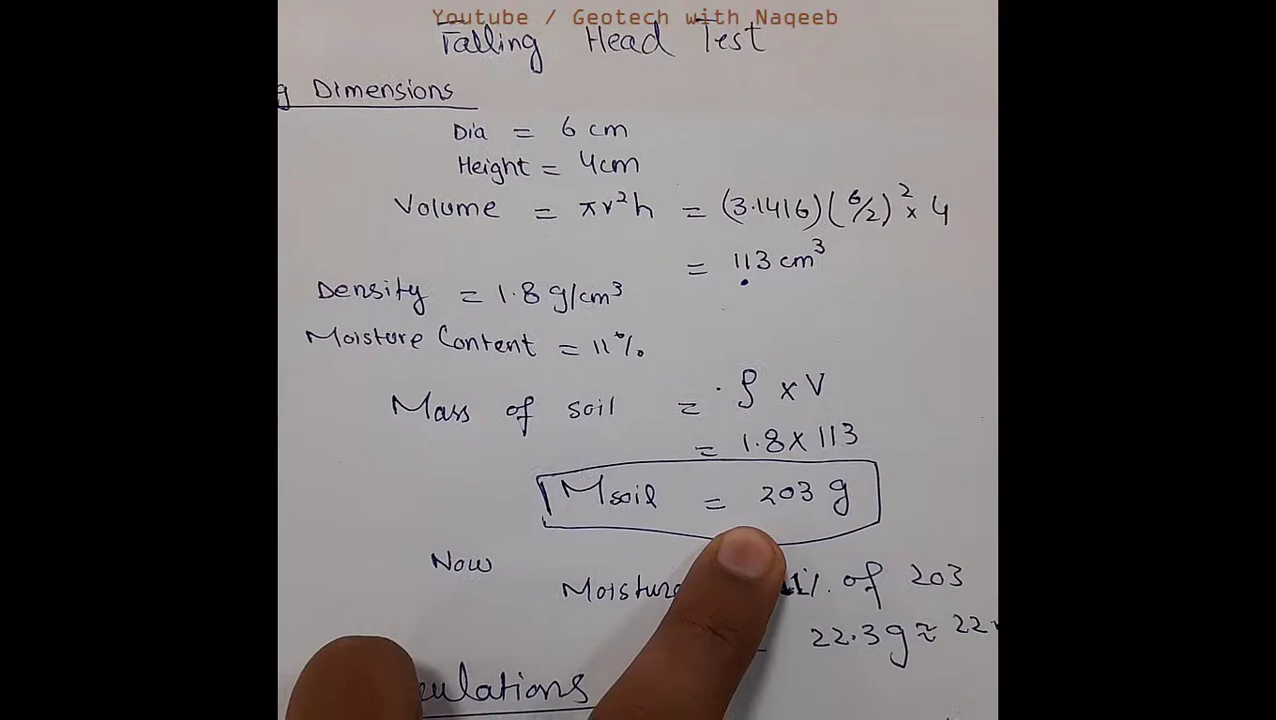 Youtube / Geotech with Naqeeb
Falling Head Test
g Dimensions
Dia = 6 cm
Height = 4cm
Volume = πr²h = (3.1416)(6/2)² × 4
= 113 cm³
Density = 1.8 g/cm³
Moisture Content = 11%
Mass of soil = ρ × V
= 1.8 × 113
Msoil = 203 g
Now
Moisture 11% of 203
22.3g ≈ 22
ulations